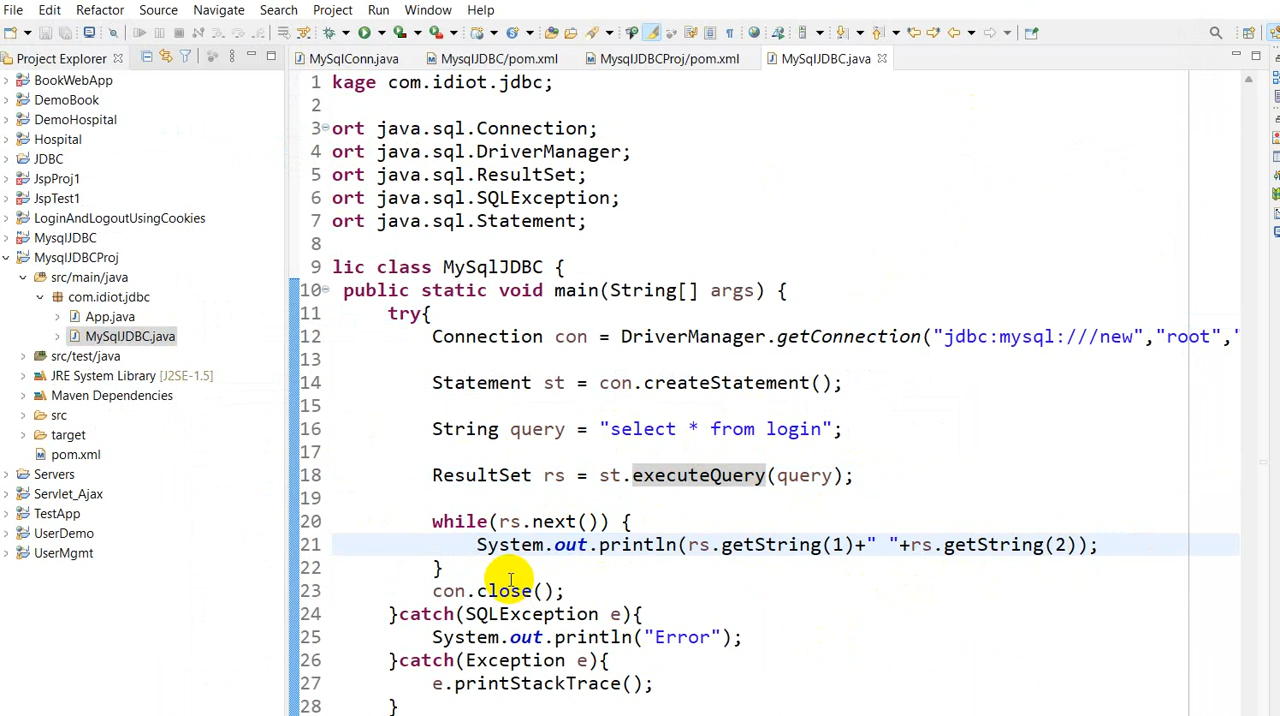 File Edit Refactor Source Navigate Search Project Run Window Help
Project Explorer
MySqlConn.java
MysqlJDBC/pom.xml
MysqlJDBCProj/pom.xml
MySqlJDBC.java
BookWebApp
DemoBook
DemoHospital
Hospital
JDBC
JspProj1
JspTest1
LoginAndLogoutUsingCookies
MysqlJDBC
MysqlJDBCProj
src/main/java
com.idiot.jdbc
App.java
MySqlJDBC.java
src/test/java
JRE System Library [J2SE-1.5]
Maven Dependencies
src
target
pom.xml
Servers
Servlet_Ajax
TestApp
UserDemo
UserMgmt
1 kage com.idiot.jdbc;
2
3 ort java.sql.Connection;
4 ort java.sql.DriverManager;
5 ort java.sql.ResultSet;
6 ort java.sql.SQLException;
7 ort java.sql.Statement;
8
9 lic class MySqlJDBC {
10 public static void main(String[] args) {
11 try{
12 Connection con = DriverManager.getConnection("jdbc:mysql:///new","root","
13
14 Statement st = con.createStatement();
15
16 String query = "select * from login";
17
18 ResultSet rs = st.executeQuery(query);
19
20 while(rs.next()) {
21 System.out.println(rs.getString(1)+" "+rs.getString(2));
22 }
23 con.close();
24 }catch(SQLException e){
25 System.out.println("Error");
26 }catch(Exception e){
27 e.printStackTrace();
28 }